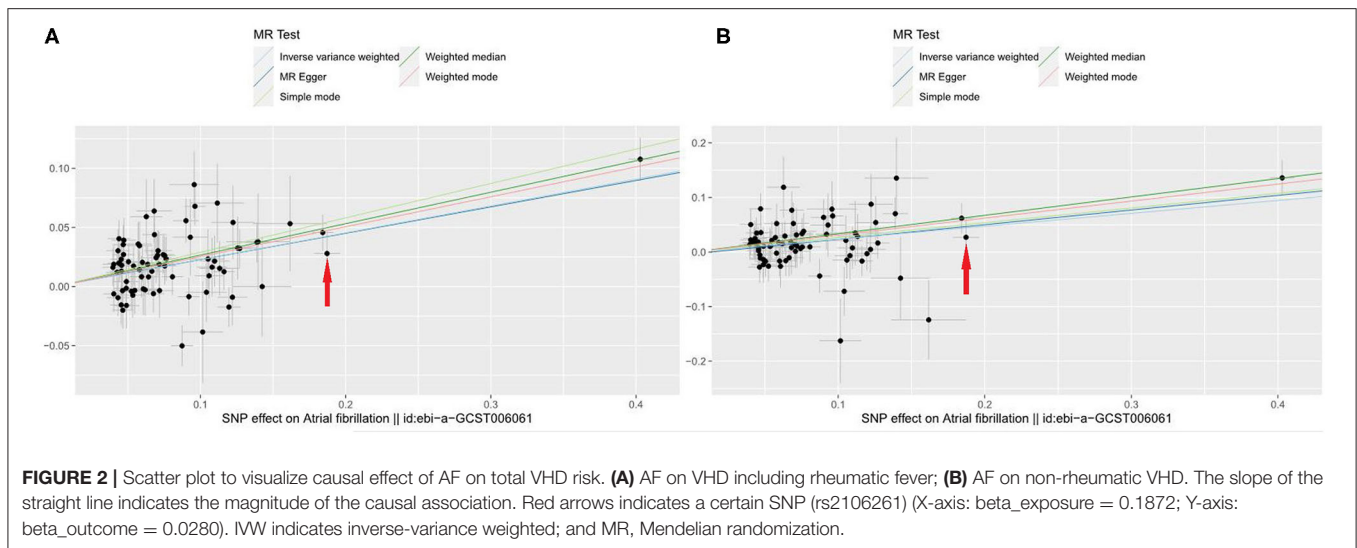 A
MR Test
Inverse variance weighted
Weighted median
MR Egger
Weighted mode
Simple mode
0.10
0.05
0.00
−0.05
0.1
0.2
0.3
0.4
SNP effect on Atrial fibrillation || id:ebi−a−GCST006061
B
MR Test
Inverse variance weighted
Weighted median
MR Egger
Weighted mode
Simple mode
0.2
0.1
0.0
−0.1
−0.2
0.1
0.2
0.3
0.4
SNP effect on Atrial fibrillation || id:ebi−a−GCST006061
FIGURE 2 | Scatter plot to visualize causal effect of AF on total VHD risk. (A) AF on VHD including rheumatic fever; (B) AF on non-rheumatic VHD. The slope of the
straight line indicates the magnitude of the causal association. Red arrows indicates a certain SNP (rs2106261) (X-axis: beta_exposure = 0.1872; Y-axis:
beta_outcome = 0.0280). IVW indicates inverse-variance weighted; and MR, Mendelian randomization.